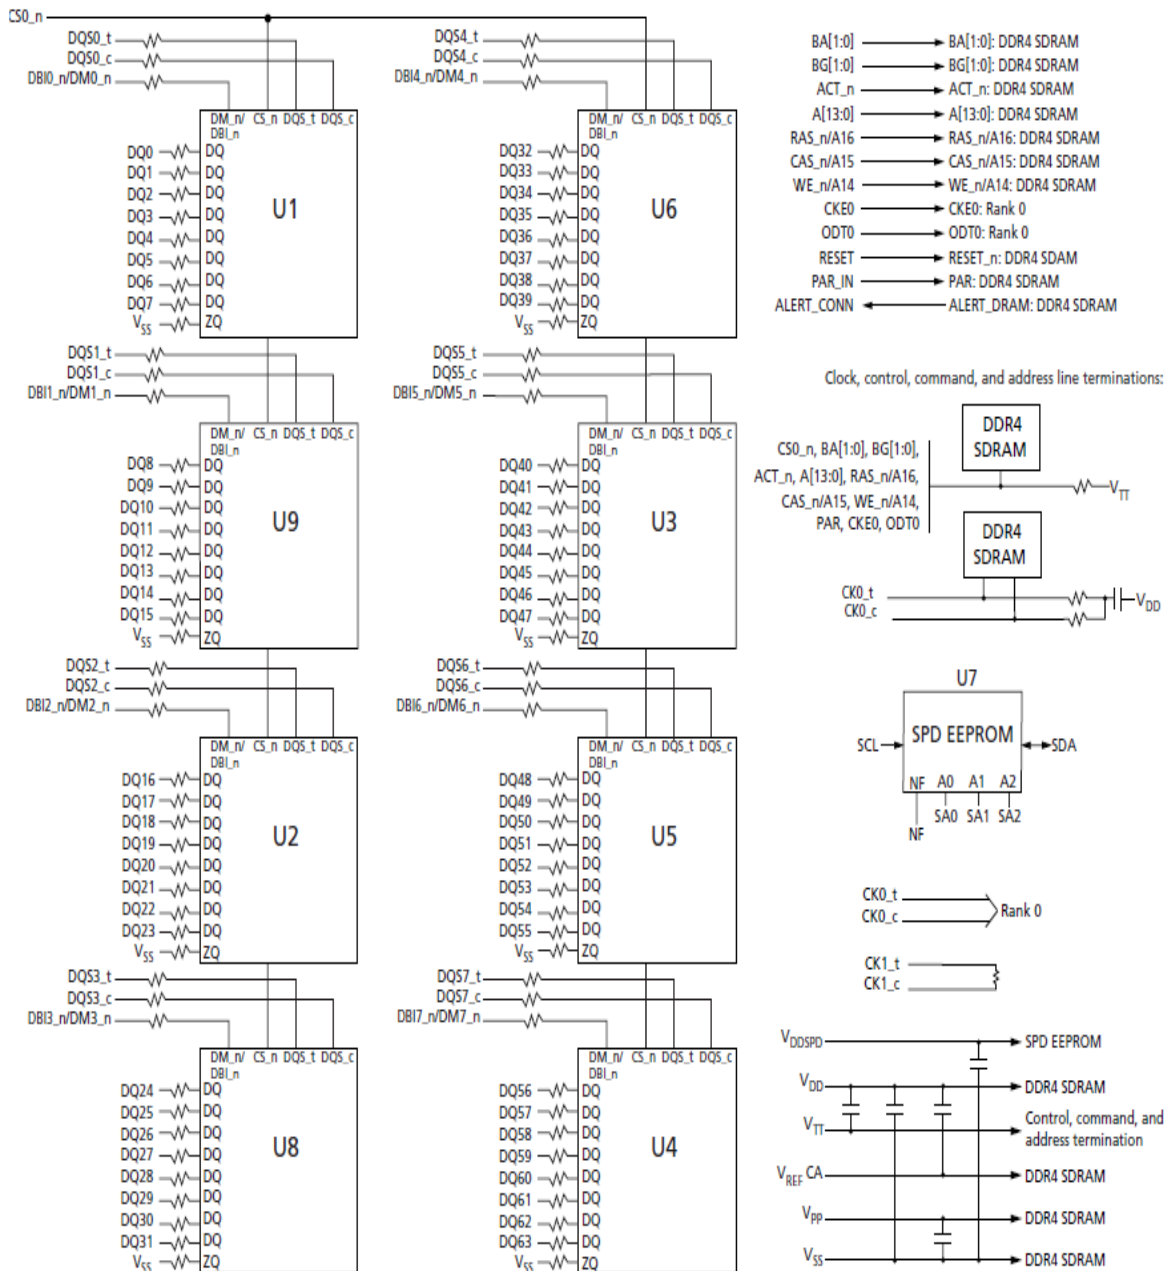 CS0_n
DQS0_t
DQS0_c
DBI0_n/DM0_n
DM_n/ CS_n DQS_t DQS_c
DBI_n
DQ0 DQ
DQ1 DQ
DQ2 DQ
DQ3 DQ
DQ4 DQ
DQ5 DQ
DQ6 DQ
DQ7 DQ
VSS ZQ
U1
DQS1_t
DQS1_c
DBI1_n/DM1_n
DM_n/ CS_n DQS_t DQS_c
DBI_n
DQ8 DQ
DQ9 DQ
DQ10 DQ
DQ11 DQ
DQ12 DQ
DQ13 DQ
DQ14 DQ
DQ15 DQ
VSS ZQ
U9
DQS2_t
DQS2_c
DBI2_n/DM2_n
DM_n/ CS_n DQS_t DQS_c
DBI_n
DQ16 DQ
DQ17 DQ
DQ18 DQ
DQ19 DQ
DQ20 DQ
DQ21 DQ
DQ22 DQ
DQ23 DQ
VSS ZQ
U2
DQS3_t
DQS3_c
DBI3_n/DM3_n
DM_n/ CS_n DQS_t DQS_c
DBI_n
DQ24 DQ
DQ25 DQ
DQ26 DQ
DQ27 DQ
DQ28 DQ
DQ29 DQ
DQ30 DQ
DQ31 DQ
VSS ZQ
U8
DQS4_t
DQS4_c
DBI4_n/DM4_n
DM_n/ CS_n DQS_t DQS_c
DBI_n
DQ32 DQ
DQ33 DQ
DQ34 DQ
DQ35 DQ
DQ36 DQ
DQ37 DQ
DQ38 DQ
DQ39 DQ
VSS ZQ
U6
DQS5_t
DQS5_c
DBI5_n/DM5_n
DM_n/ CS_n DQS_t DQS_c
DBI_n
DQ40 DQ
DQ41 DQ
DQ42 DQ
DQ43 DQ
DQ44 DQ
DQ45 DQ
DQ46 DQ
DQ47 DQ
VSS ZQ
U3
DQS6_t
DQS6_c
DBI6_n/DM6_n
DM_n/ CS_n DQS_t DQS_c
DBI_n
DQ48 DQ
DQ49 DQ
DQ50 DQ
DQ51 DQ
DQ52 DQ
DQ53 DQ
DQ54 DQ
DQ55 DQ
VSS ZQ
U5
DQS7_t
DQS7_c
DBI7_n/DM7_n
DM_n/ CS_n DQS_t DQS_c
DBI_n
DQ56 DQ
DQ57 DQ
DQ58 DQ
DQ59 DQ
DQ60 DQ
DQ61 DQ
DQ62 DQ
DQ63 DQ
VSS ZQ
U4
BA[1:0] BA[1:0]: DDR4 SDRAM
BG[1:0] BG[1:0]: DDR4 SDRAM
ACT_n ACT_n: DDR4 SDRAM
A[13:0] A[13:0]: DDR4 SDRAM
RAS_n/A16 RAS_n/A16: DDR4 SDRAM
CAS_n/A15 CAS_n/A15: DDR4 SDRAM
WE_n/A14 WE_n/A14: DDR4 SDRAM
CKE0 CKE0: Rank 0
ODT0 ODT0: Rank 0
RESET RESET_n: DDR4 SDAM
PAR_IN PAR: DDR4 SDRAM
ALERT_CONN ALERT_DRAM: DDR4 SDRAM
Clock, control, command, and address line terminations:
DDR4
SDRAM
CS0_n, BA[1:0], BG[1:0],
ACT_n, A[13:0], RAS_n/A16,
CAS_n/A15, WE_n/A14,
PAR, CKE0, ODT0
VTT
DDR4
SDRAM
CK0_t
CK0_c
VDD
U7
SPD EEPROM
SCL
SDA
NF A0 A1 A2
SA0 SA1 SA2
NF
CK0_t
CK0_c
Rank 0
CK1_t
CK1_c
VDDSPD SPD EEPROM
VDD DDR4 SDRAM
VTT Control, command, and
address termination
VREF CA DDR4 SDRAM
VPP DDR4 SDRAM
VSS DDR4 SDRAM